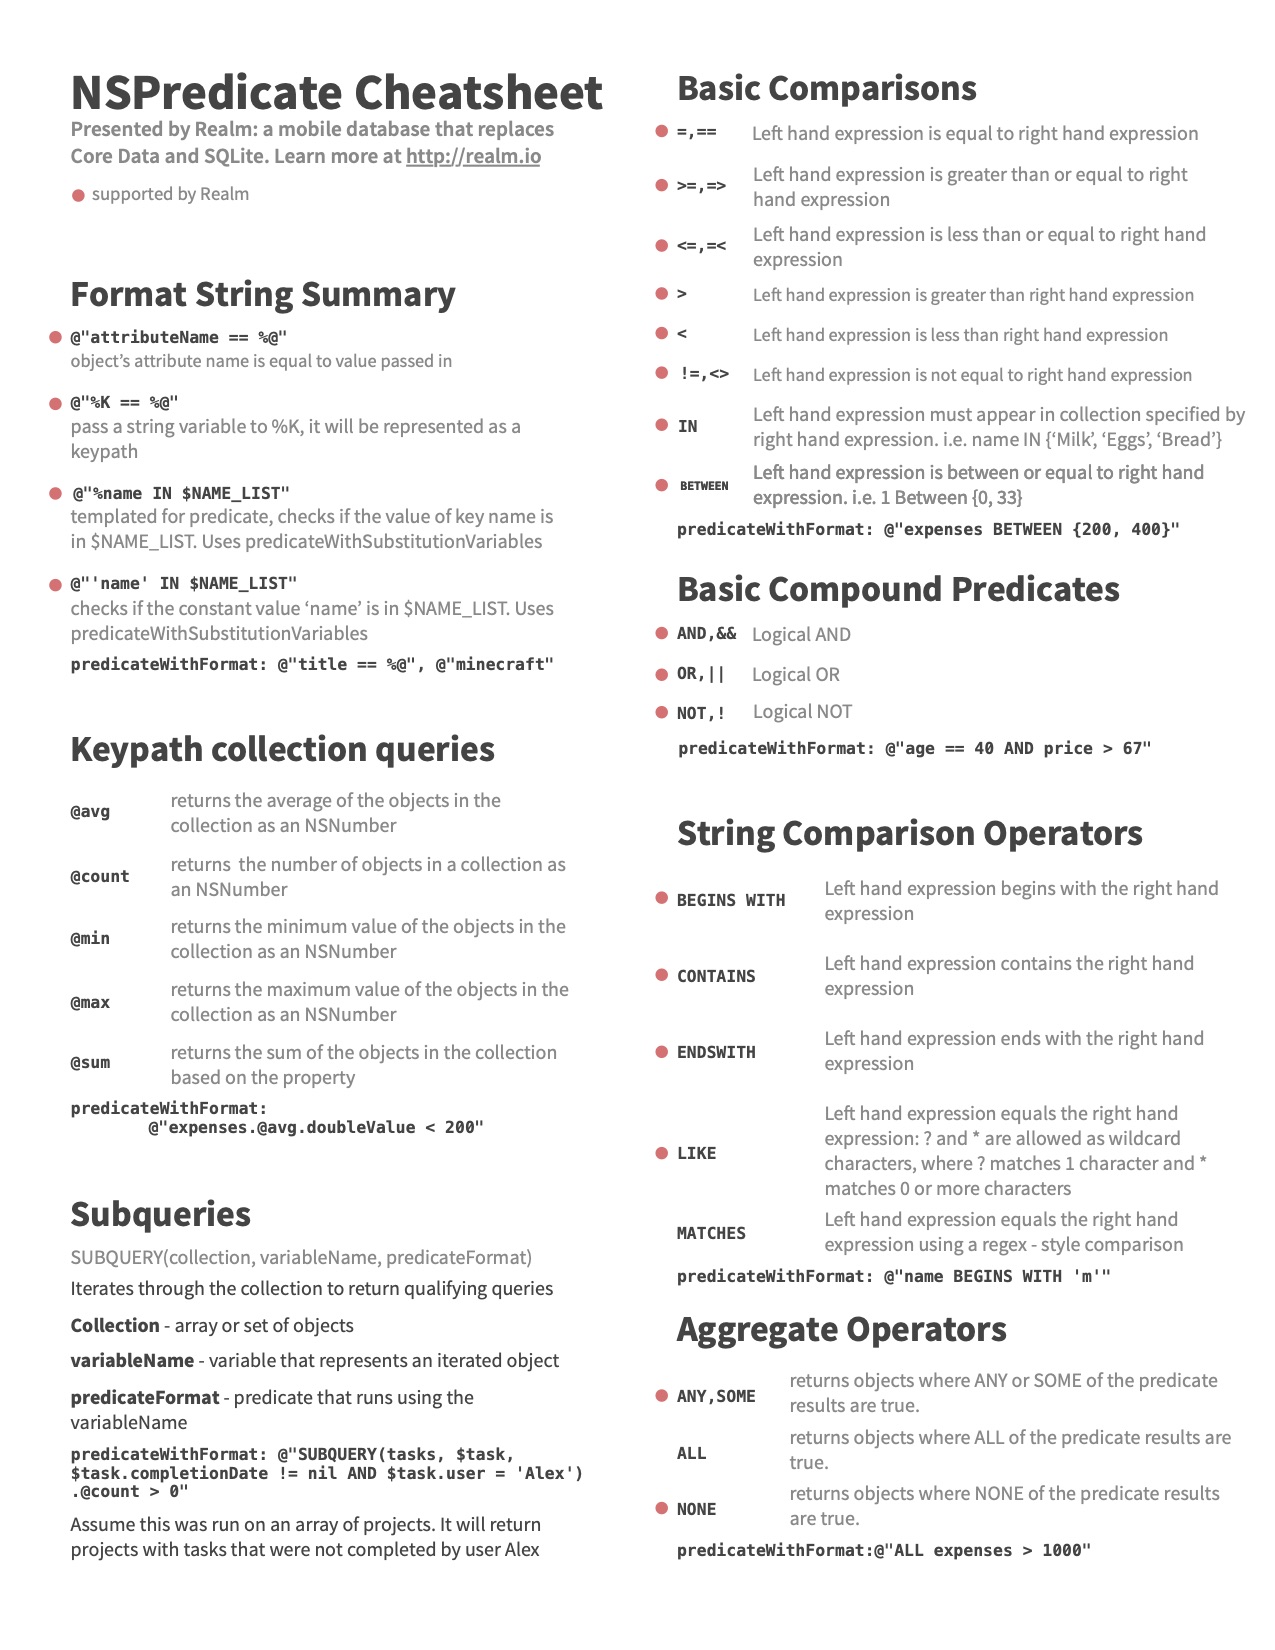 NSPredicate Cheatsheet
Presented by Realm: a mobile database that replaces
Core Data and SQLite. Learn more at http://realm.io
supported by Realm
Format String Summary
@"attributeName == %@"
object’s attribute name is equal to value passed in
@"%K == %@"
pass a string variable to %K, it will be represented as a
keypath
@"%name IN $NAME_LIST"
templated for predicate, checks if the value of key name is
in $NAME_LIST. Uses predicateWithSubstitutionVariables
@"'name' IN $NAME_LIST"
checks if the constant value ‘name’ is in $NAME_LIST. Uses
predicateWithSubstitutionVariables
predicateWithFormat: @"title == %@", @"minecraft"
Keypath collection queries
@avg
returns the average of the objects in the
collection as an NSNumber
@count
returns  the number of objects in a collection as
an NSNumber
@min
returns the minimum value of the objects in the
collection as an NSNumber
@max
returns the maximum value of the objects in the
collection as an NSNumber
@sum
returns the sum of the objects in the collection
based on the property
predicateWithFormat:
@"expenses.@avg.doubleValue < 200"
Subqueries
SUBQUERY(collection, variableName, predicateFormat)
Iterates through the collection to return qualifying queries
Collection - array or set of objects
variableName - variable that represents an iterated object
predicateFormat - predicate that runs using the
variableName
predicateWithFormat: @"SUBQUERY(tasks, $task,
$task.completionDate != nil AND $task.user = 'Alex')
.@count > 0"
Assume this was run on an array of projects. It will return
projects with tasks that were not completed by user Alex
Basic Comparisons
=,== Left hand expression is equal to right hand expression
>=,=> Left hand expression is greater than or equal to right
hand expression
<=,=< Left hand expression is less than or equal to right hand
expression
> Left hand expression is greater than right hand expression
< Left hand expression is less than right hand expression
!=,<> Left hand expression is not equal to right hand expression
IN Left hand expression must appear in collection specified by
right hand expression. i.e. name IN {‘Milk’, ‘Eggs’, ‘Bread’}
BETWEEN Left hand expression is between or equal to right hand
expression. i.e. 1 Between {0, 33}
predicateWithFormat: @"expenses BETWEEN {200, 400}"
Basic Compound Predicates
AND,&& Logical AND
OR,|| Logical OR
NOT,! Logical NOT
predicateWithFormat: @"age == 40 AND price > 67"
String Comparison Operators
BEGINS WITH Left hand expression begins with the right hand
expression
CONTAINS Left hand expression contains the right hand
expression
ENDSWITH Left hand expression ends with the right hand
expression
LIKE Left hand expression equals the right hand
expression: ? and * are allowed as wildcard
characters, where ? matches 1 character and *
matches 0 or more characters
MATCHES Left hand expression equals the right hand
expression using a regex - style comparison
predicateWithFormat: @"name BEGINS WITH 'm'"
Aggregate Operators
ANY,SOME returns objects where ANY or SOME of the predicate
results are true.
ALL returns objects where ALL of the predicate results are
true.
NONE returns objects where NONE of the predicate results
are true.
predicateWithFormat:@"ALL expenses > 1000"